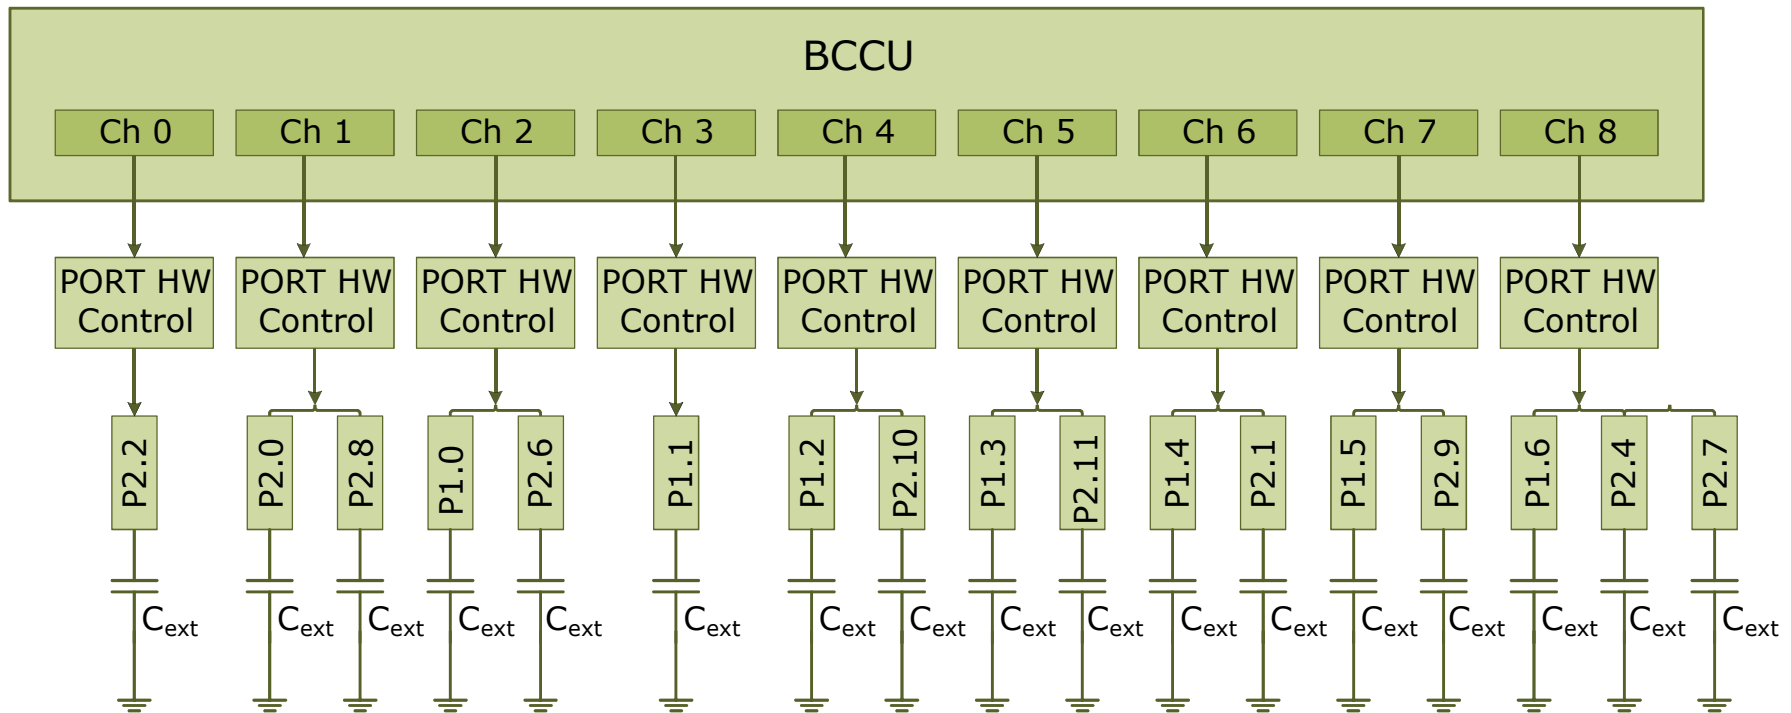 BCCU
Ch 0 Ch 1 Ch 2 Ch 3 Ch 4 Ch 5 Ch 6 Ch 7 Ch 8
PORT HW PORT HW PORT HW PORT HW PORT HW PORT HW PORT HW PORT HW PORT HW
Control Control Control Control Control Control Control Control Control
P2.2 P2.0 P2.8 P1.0 P2.6 P1.1 P1.2 P2.10 P1.3 P2.11 P1.4 P2.1 P1.5 P2.9 P1.6 P2.4 P2.7
Cext Cext Cext Cext Cext Cext Cext Cext Cext Cext Cext Cext Cext Cext Cext Cext Cext